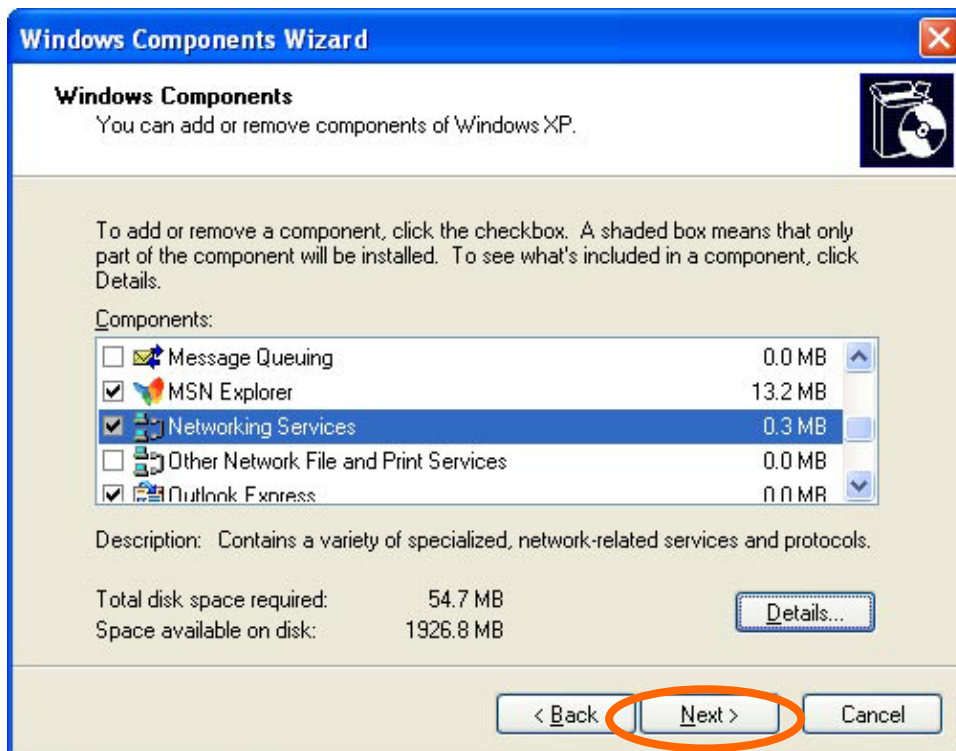 Windows Components Wizard
Windows Components
You can add or remove components of Windows XP.
To add or remove a component, click the checkbox. A shaded box means that only
part of the component will be installed. To see what's included in a component, click
Details.
Components:
Message Queuing 0.0 MB
MSN Explorer 13.2 MB
Networking Services 0.3 MB
Other Network File and Print Services 0.0 MB
Outlook Express 0.0 MB
Description: Contains a variety of specialized, network-related services and protocols.
Total disk space required: 54.7 MB
Space available on disk: 1926.8 MB
Details...
< Back Next > Cancel